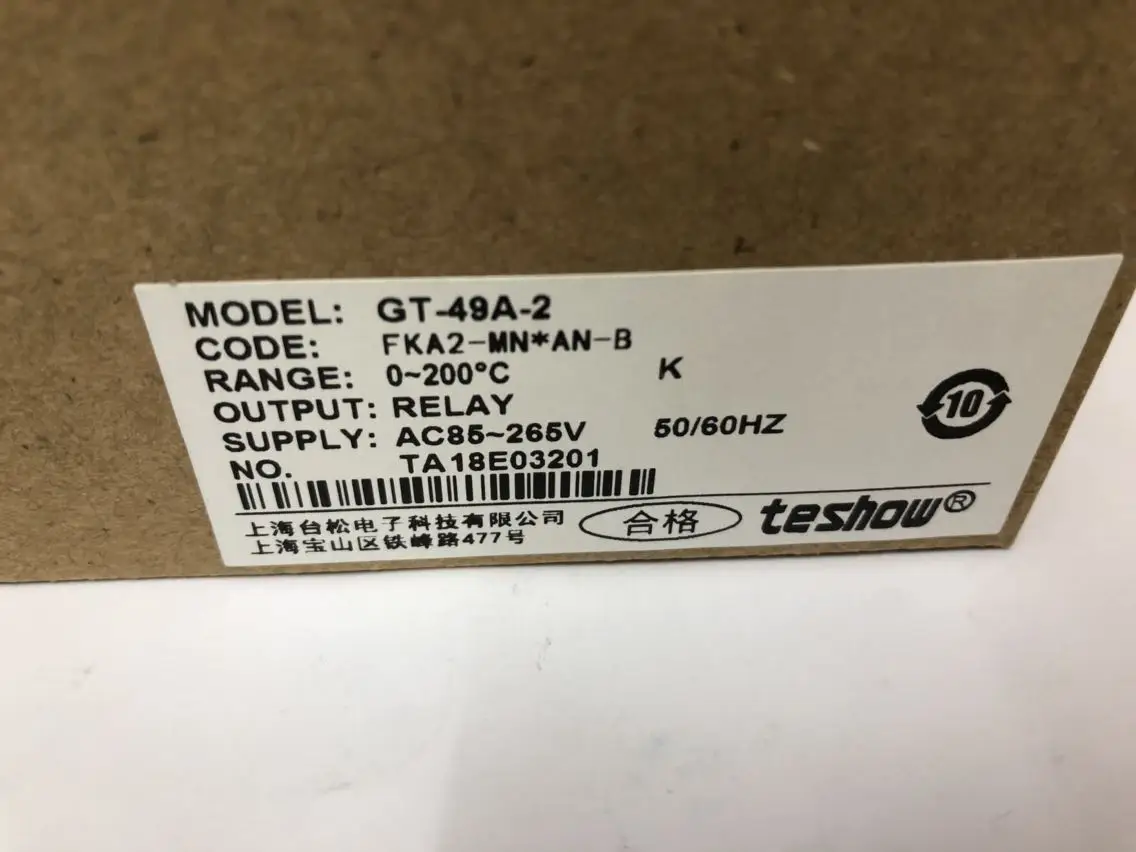 MODEL: GT-49A-2
CODE: FKA2-MN*AN-B
RANGE: 0~200°C K
OUTPUT: RELAY
SUPPLY: AC85~265V 50/60HZ
NO. TA18E03201
10
上海台松电子科技有限公司
上海宝山区铁峰路477号
合格
teshow®